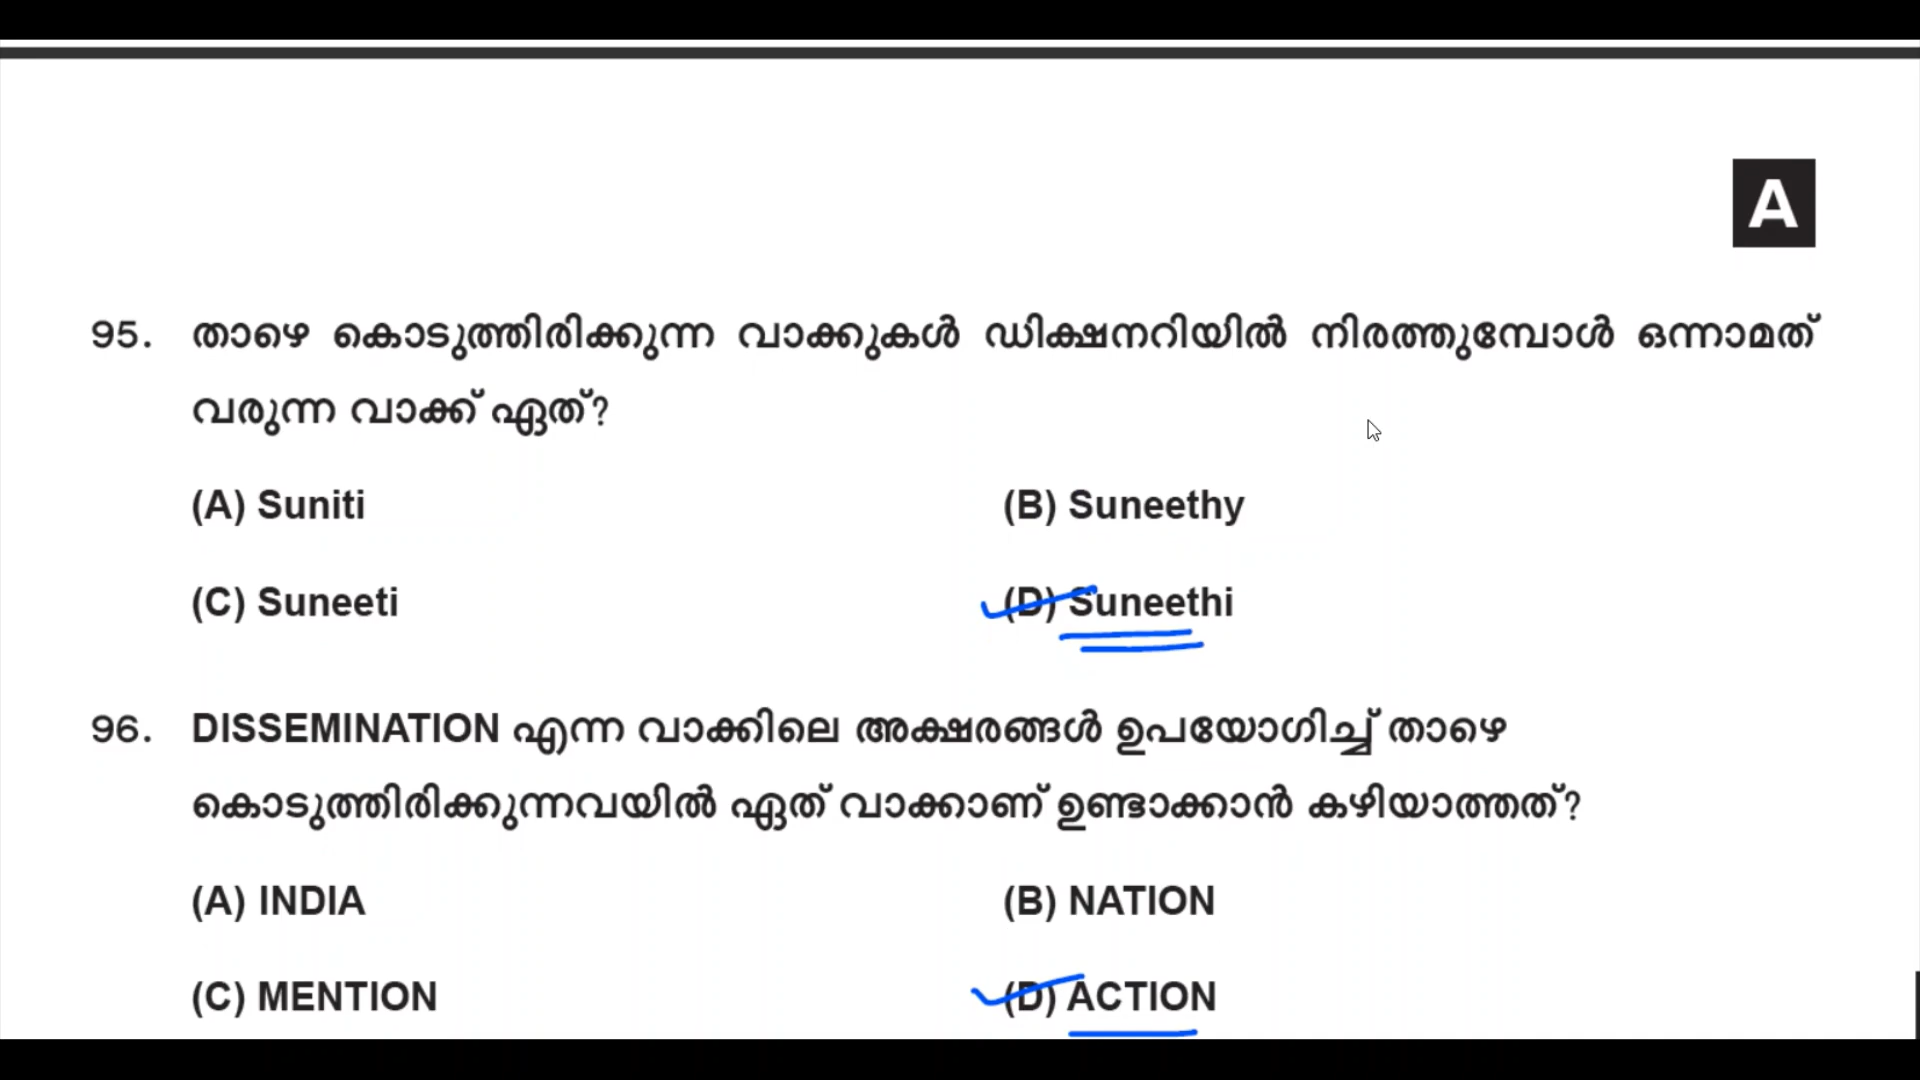 A
95. താഴെ കൊടുത്തിരിക്കുന്ന വാക്കുകൾ ഡിക്ഷനറിയിൽ നിരത്തുമ്പോൾ ഒന്നാമത്
വരുന്ന വാക്ക് ഏത്?
(A) Suniti (B) Suneethy
(C) Suneeti (D) Suneethi
96. DISSEMINATION എന്ന വാക്കിലെ അക്ഷരങ്ങൾ ഉപയോഗിച്ച് താഴെ
കൊടുത്തിരിക്കുന്നവയിൽ ഏത് വാക്കാണ് ഉണ്ടാക്കാൻ കഴിയാത്തത്?
(A) INDIA (B) NATION
(C) MENTION (D) ACTION